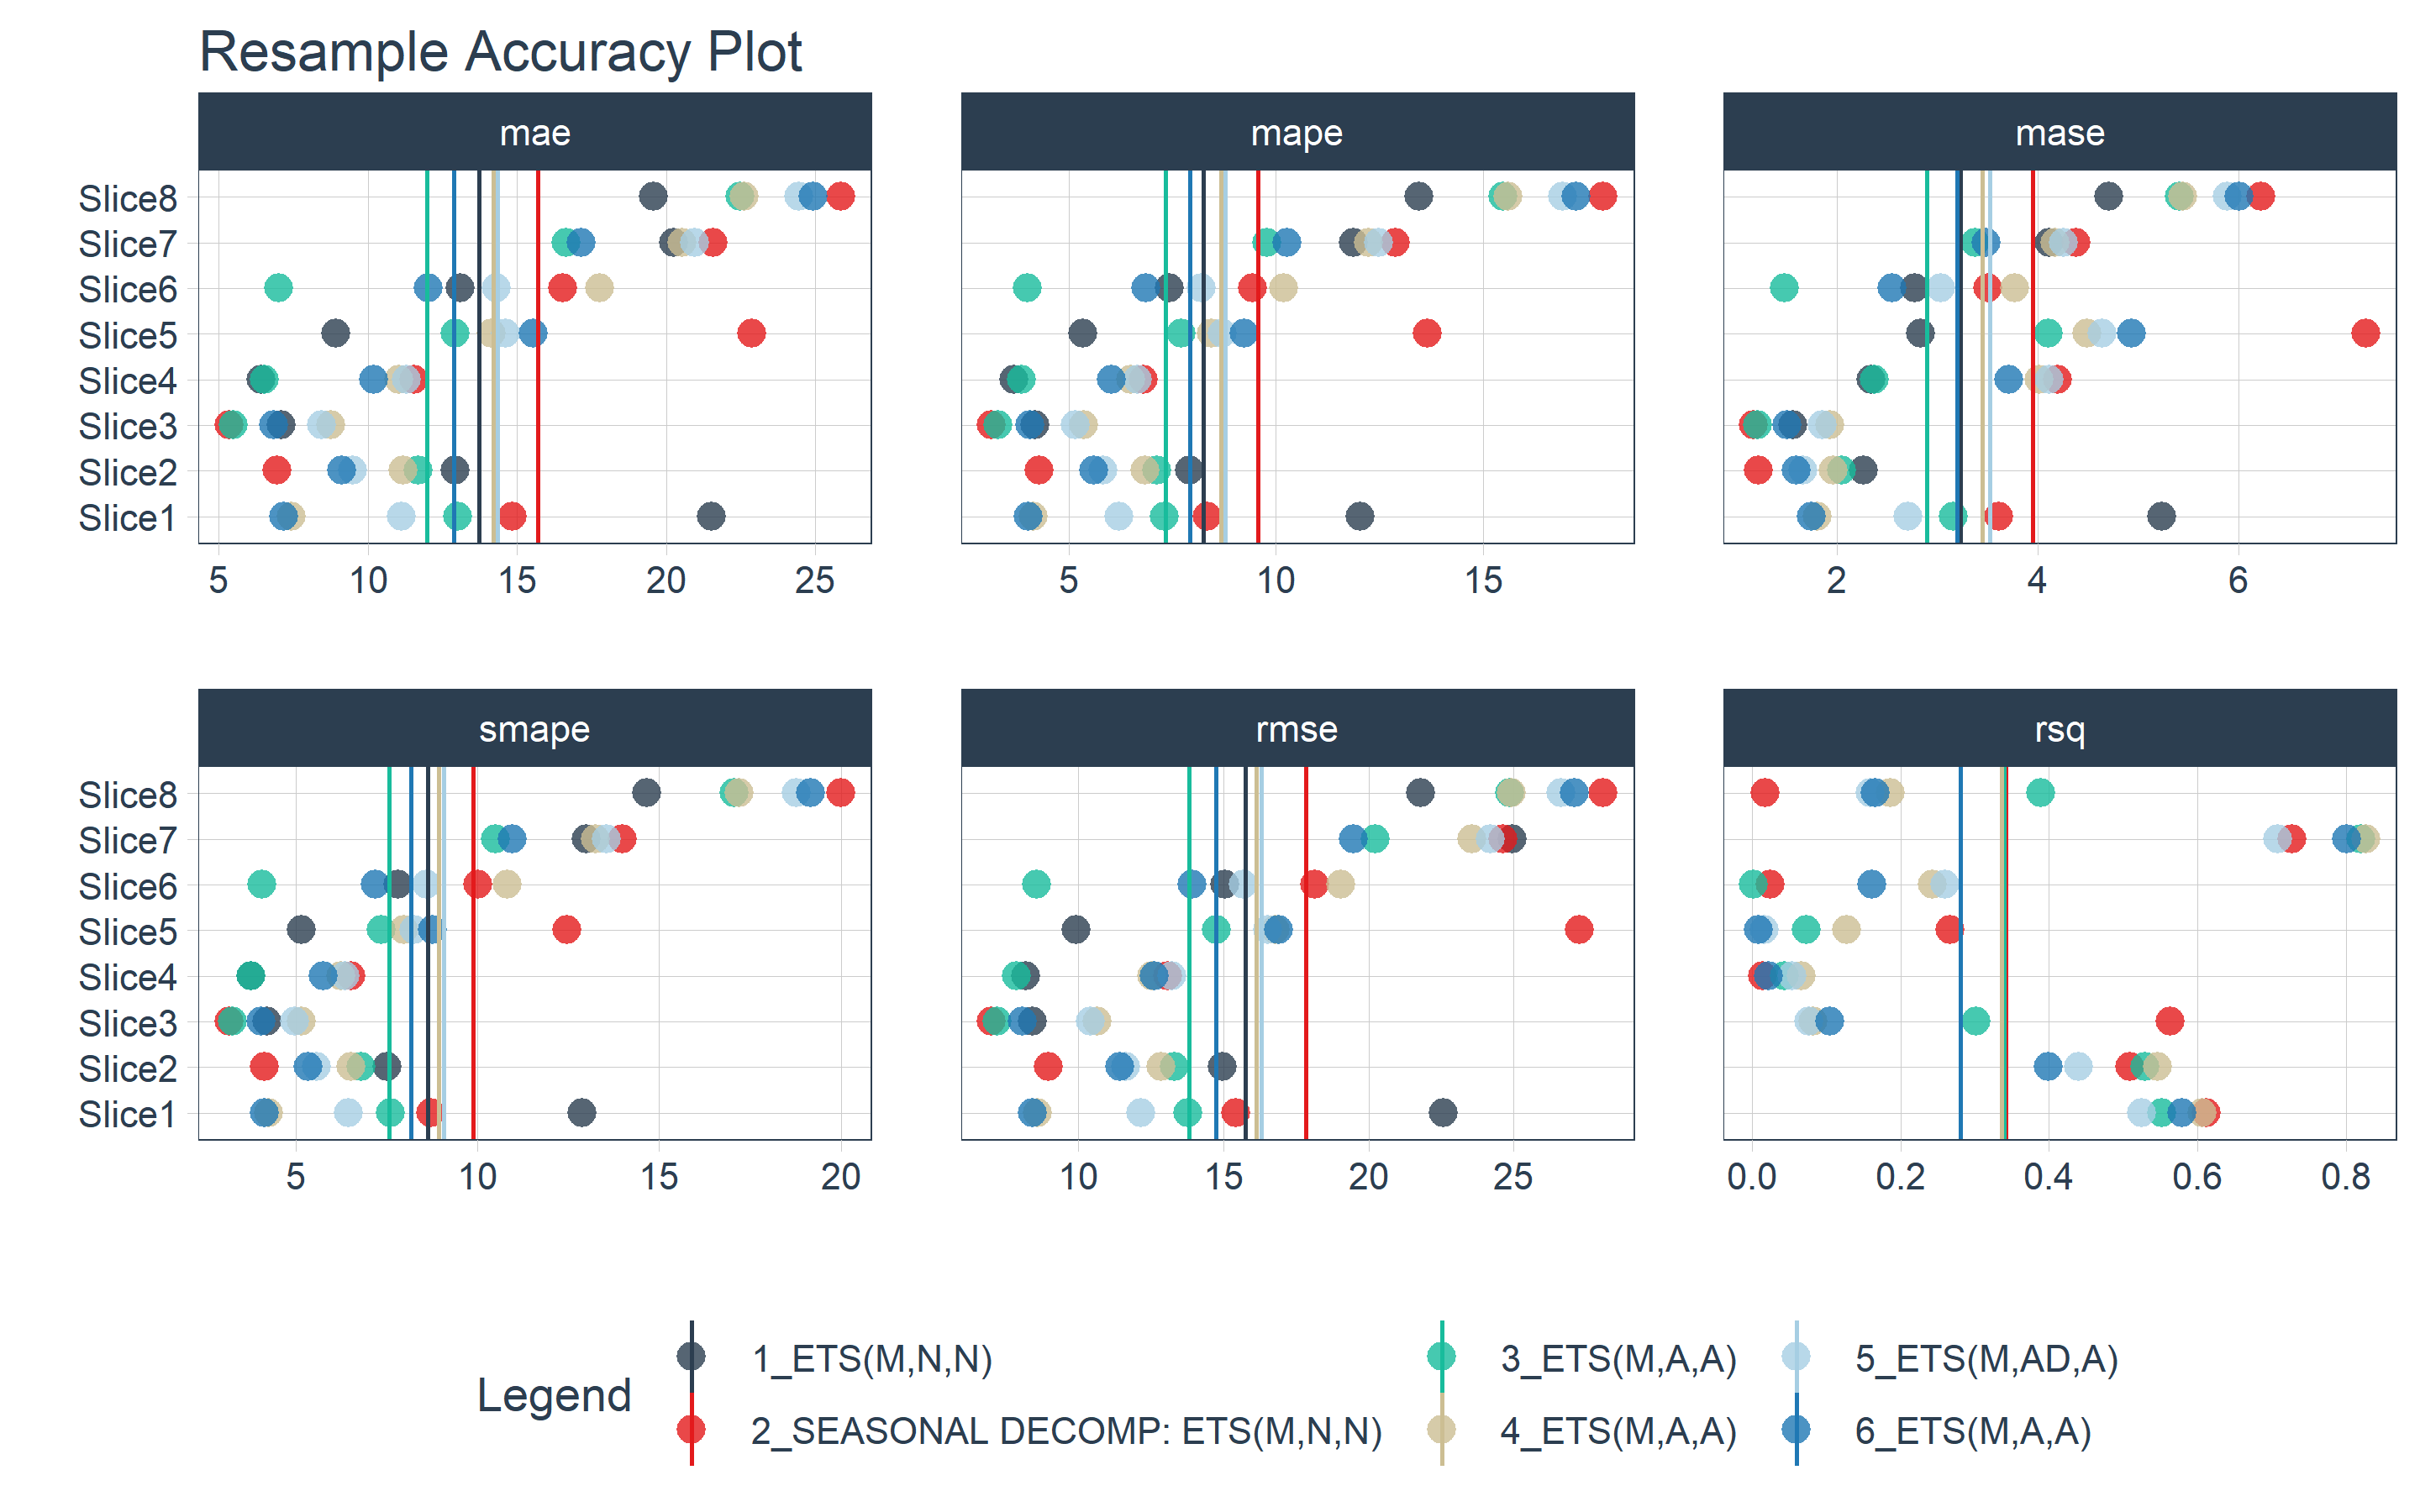 Resample Accuracy Plot
mae
mape
mase
Slice8
Slice7
Slice6
Slice5
Slice4
Slice3
Slice2
Slice1
5 10 15 20 25
5 10 15
2 4 6
smape
rmse
rsq
Slice8
Slice7
Slice6
Slice5
Slice4
Slice3
Slice2
Slice1
5 10 15 20
10 15 20 25
0.0 0.2 0.4 0.6 0.8
Legend
1_ETS(M,N,N)
2_SEASONAL DECOMP: ETS(M,N,N)
3_ETS(M,A,A)
4_ETS(M,A,A)
5_ETS(M,AD,A)
6_ETS(M,A,A)